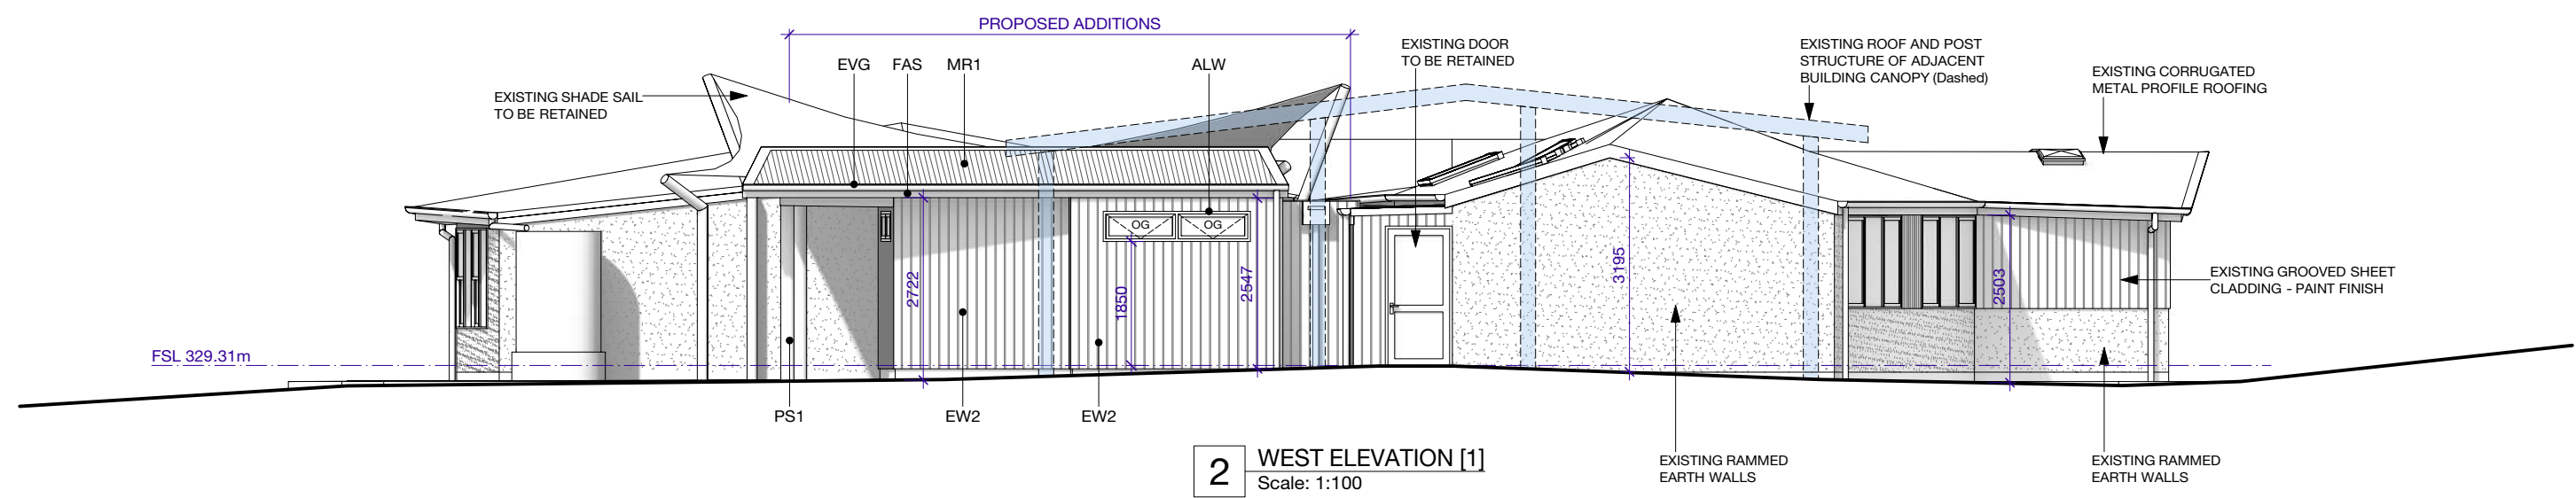 PROPOSED ADDITIONS
EXISTING SHADE SAIL
TO BE RETAINED
EVG
FAS
MR1
ALW
EXISTING DOOR
TO BE RETAINED
EXISTING ROOF AND POST
STRUCTURE OF ADJACENT
BUILDING CANOPY (Dashed)
EXISTING CORRUGATED
METAL PROFILE ROOFING
OG
OG
2722
1850
2547
3195
2503
EXISTING GROOVED SHEET
CLADDING - PAINT FINISH
FSL 329.31m
PS1
EW2
EW2
2
WEST ELEVATION [1]
Scale: 1:100
EXISTING RAMMED
EARTH WALLS
EXISTING RAMMED
EARTH WALLS